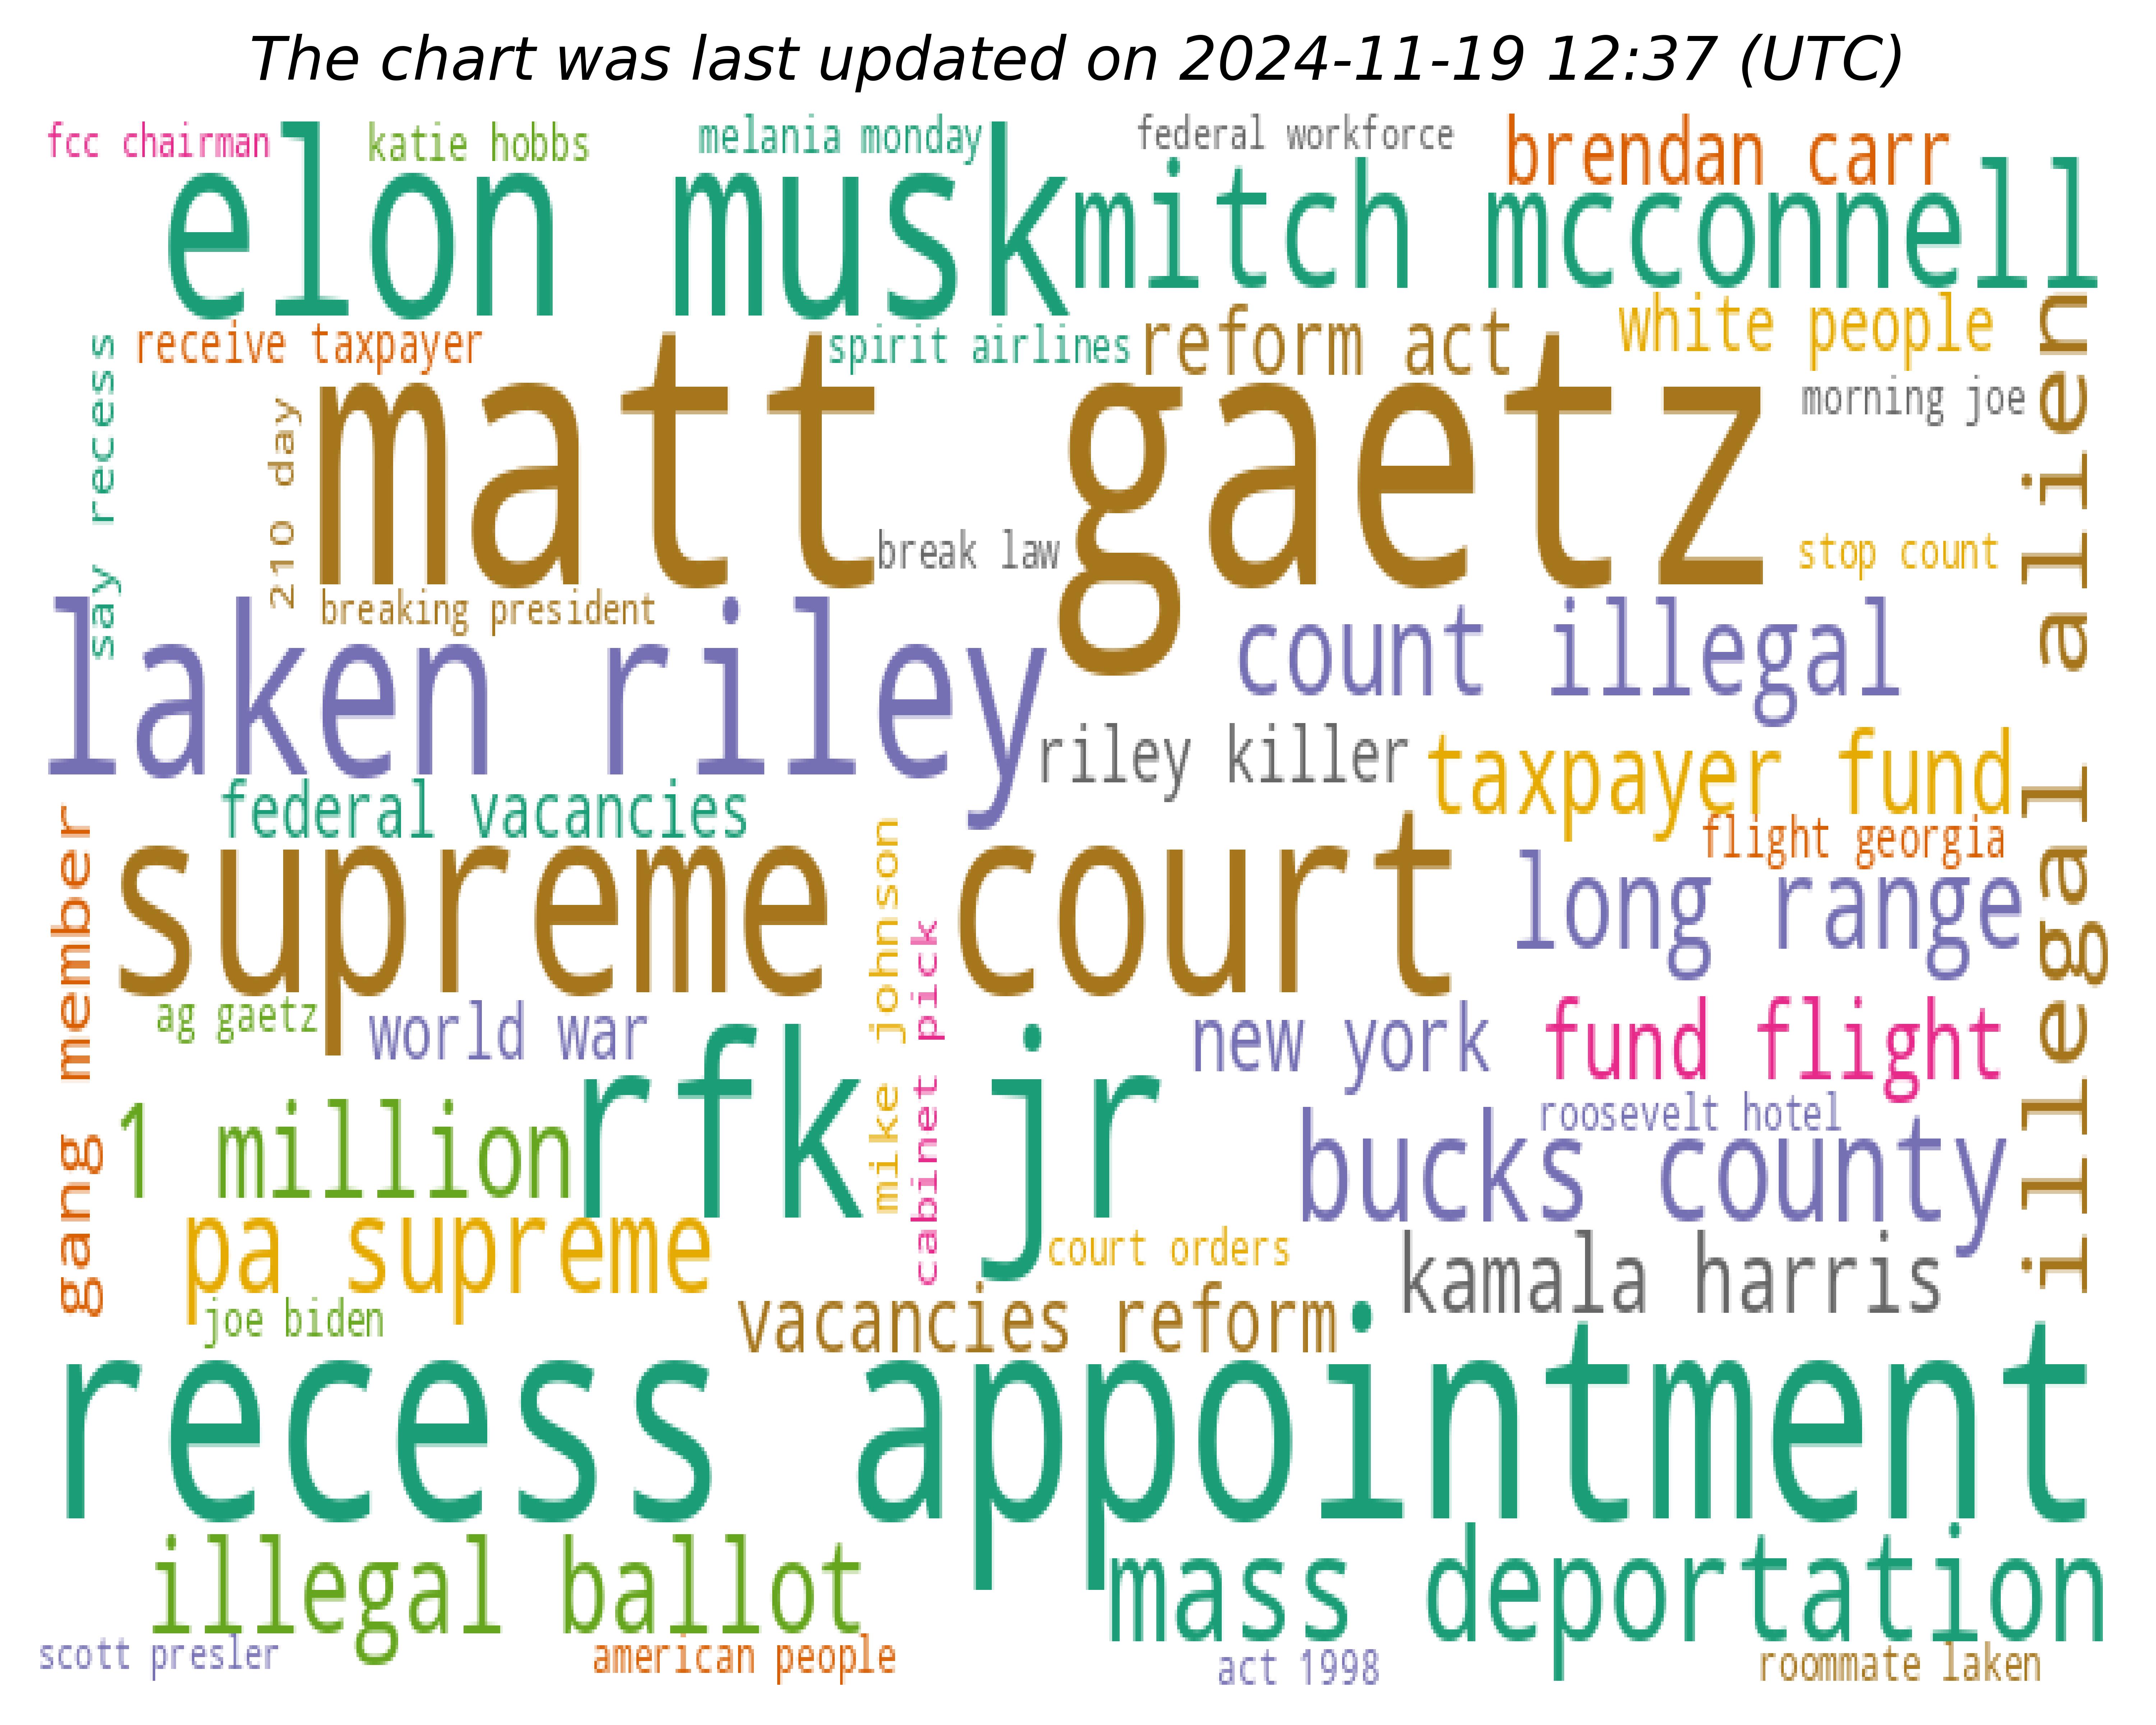 The chart was last updated on 2024-11-19 12:37 (UTC)
fcc chairman
katie hobbs
melania monday
federal workforce
brendan carr
elon musk
mitch mcconnell
receive taxpayer
spirit airlines
reform act
white people
morning joe
illegal alien
say recess
210 day
matt gaetz
break law
stop count
breaking president
laken riley
count illegal
riley killer
taxpayer fund
federal vacancies
flight georgia
supreme court
long range
gang member
mike johnson
cabinet pick
ag gaetz
world war
new york
fund flight
rfk jr
1 million
roosevelt hotel
bucks county
pa supreme
court orders
kamala harris
joe biden
vacancies reform
recess appointment
illegal ballot
mass deportation
scott presler
american people
act 1998
roommate laken